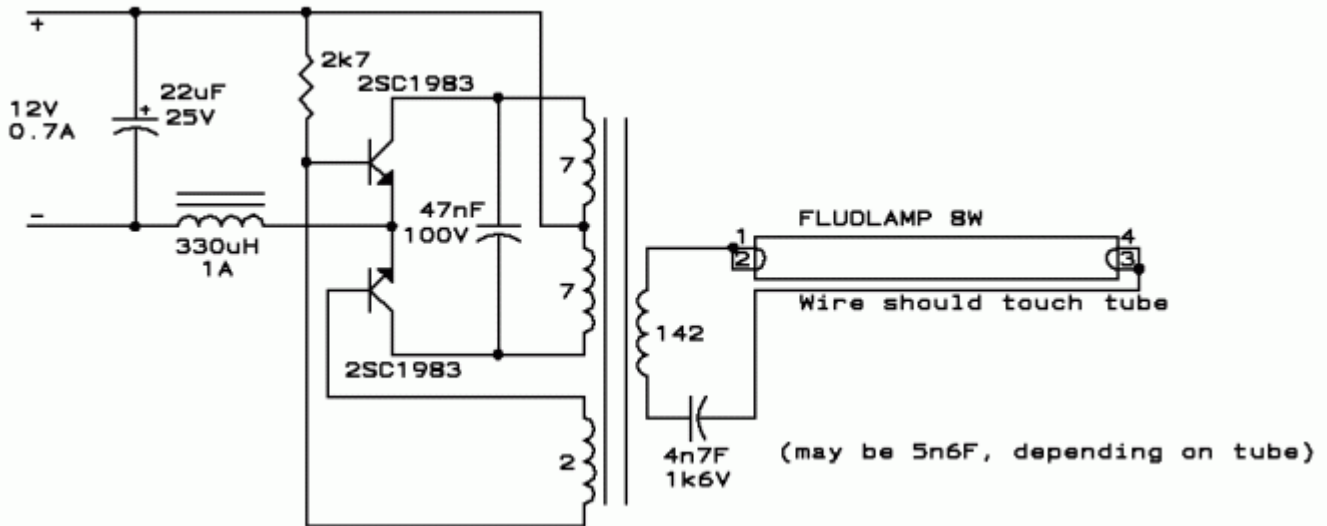 +
2k7
2SC1983
22uF
+
25V
12V
0.7A
7
-
47nF
100V
330uH
1A
FLUOLAMP 8W
1
2
4
3
Wire should touch tube
7
142
2SC1983
2
4n7F
1k6V
(may be 5n6F, depending on tube)